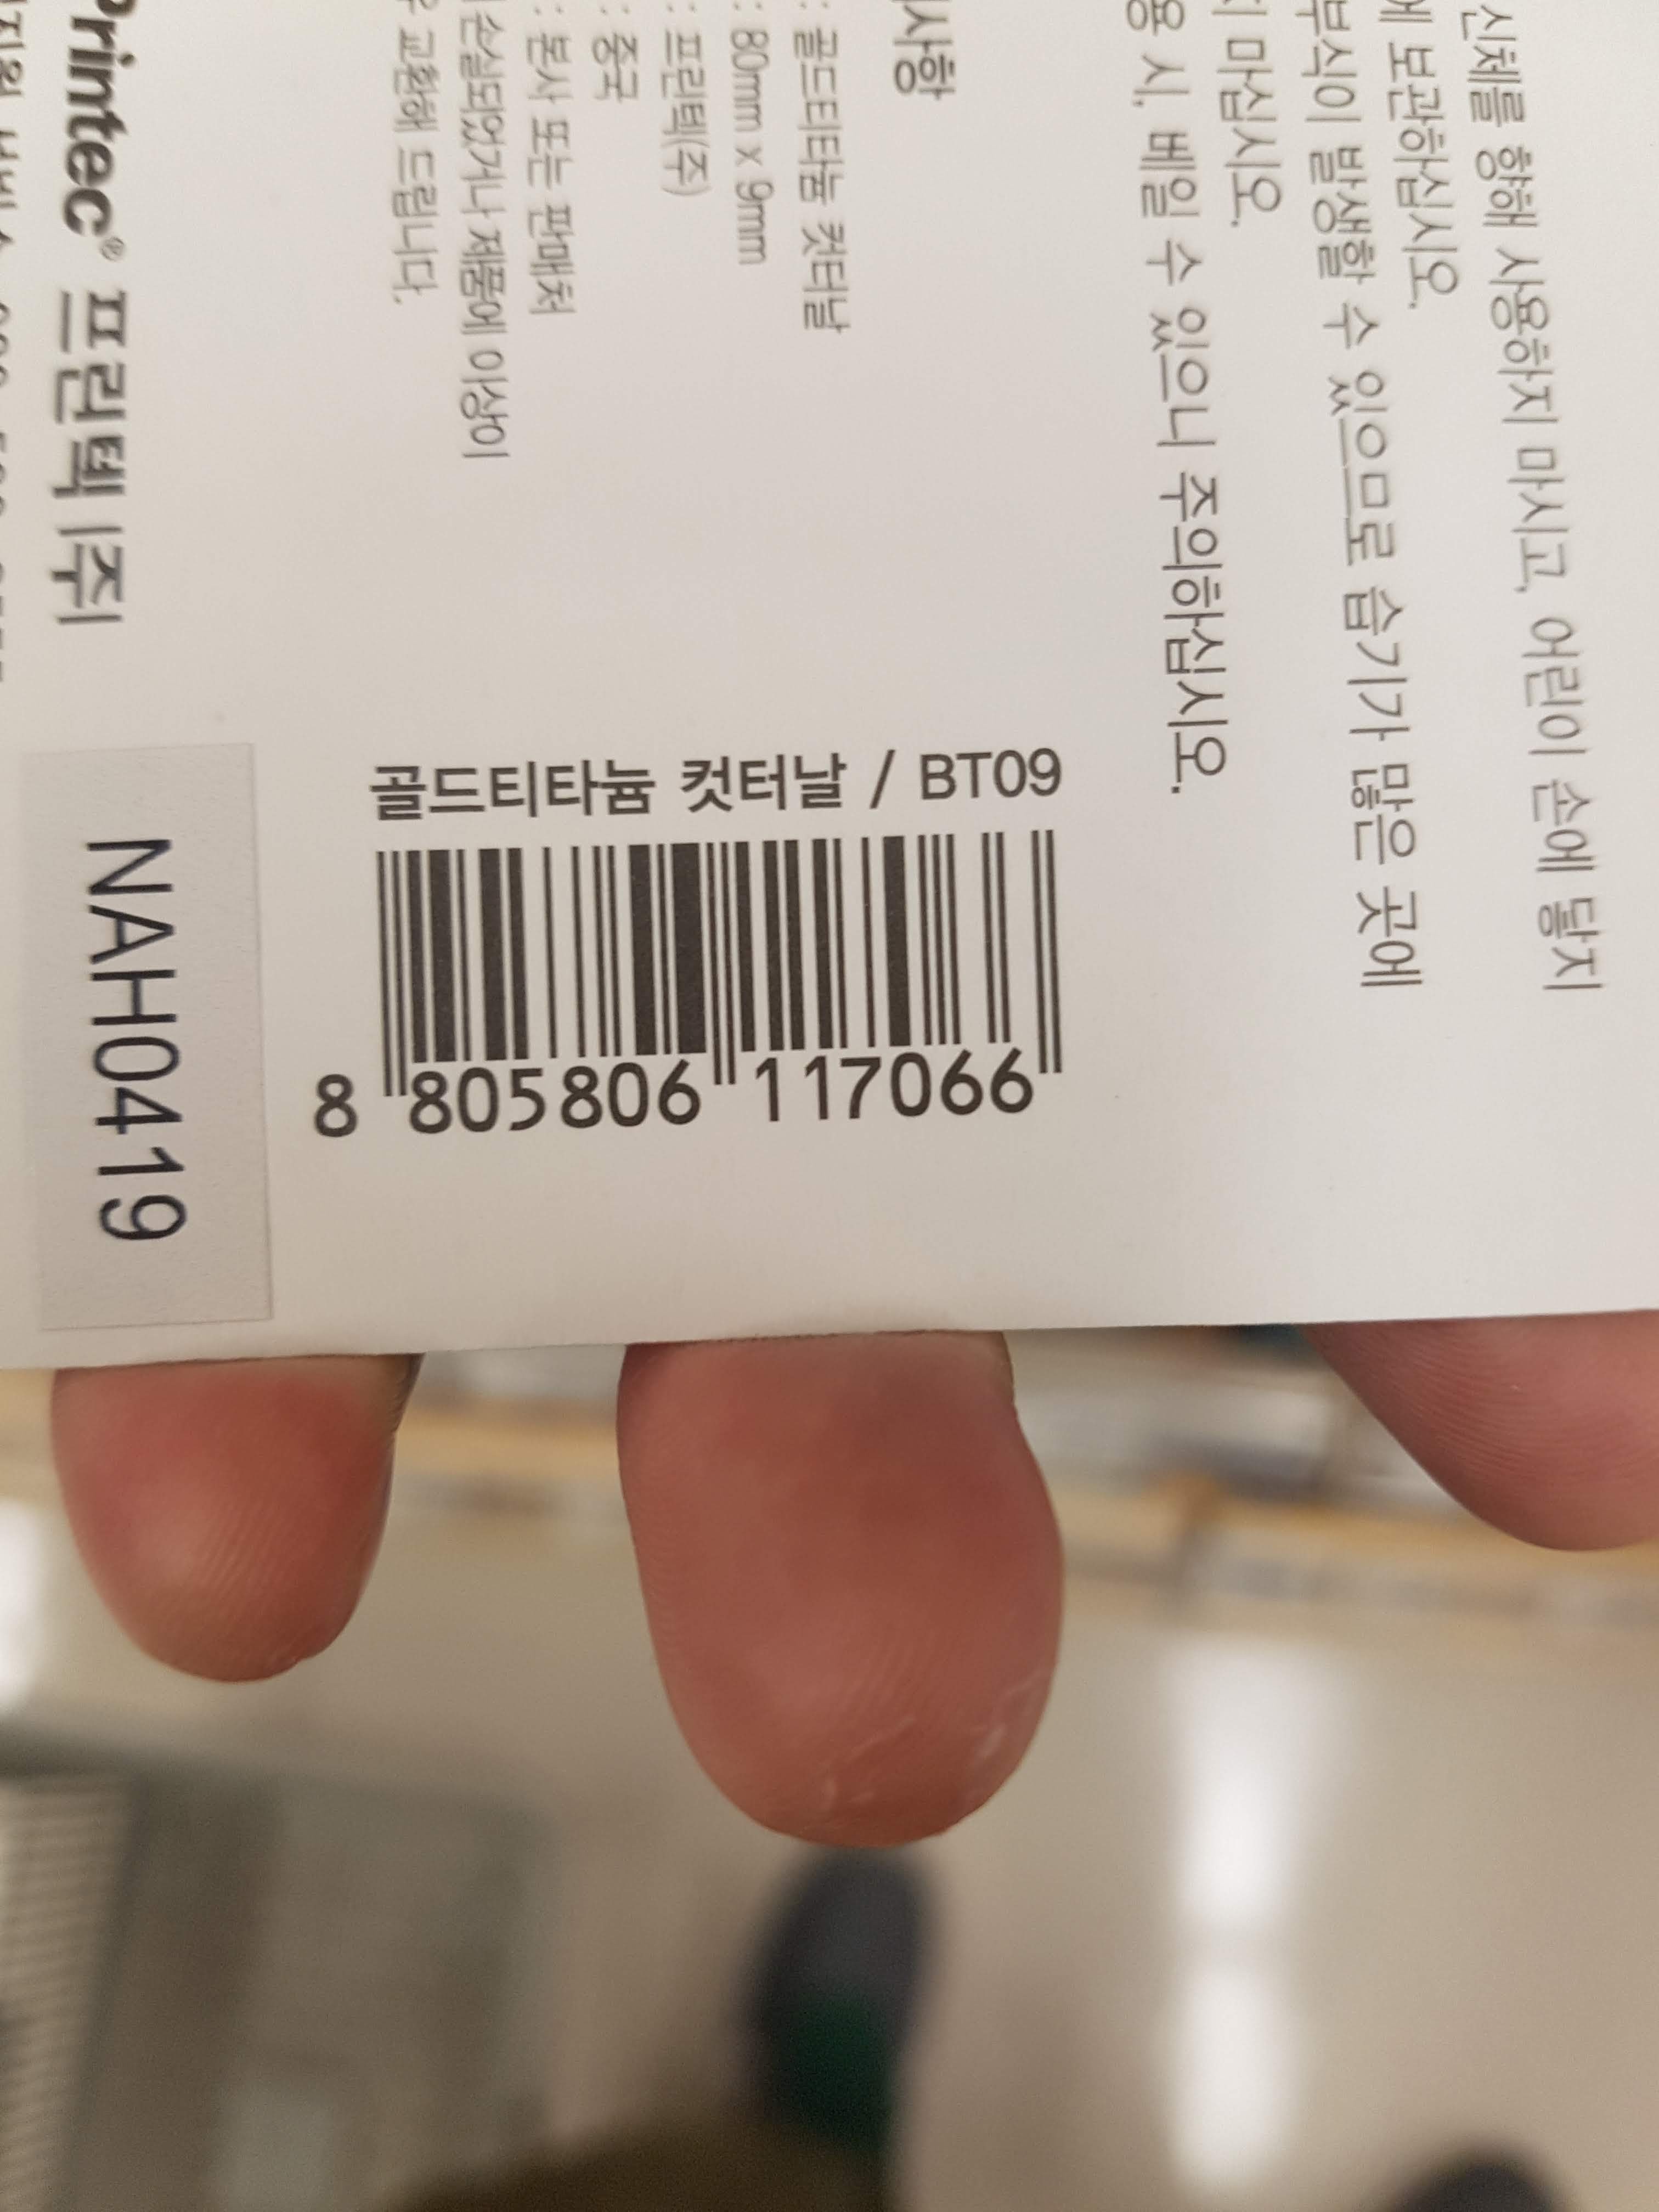 신체를 향해 사용하지 마시고, 어린이 손에 닿지
보관하십시오.
부식이 발생할 수 있으므로 습기가 많은 곳에
마십시오.
시, 베일 수 있으니 주의하십시오.
사항
: 골드티타늄 컷터날
: 80mm x 9mm
: 프린텍(주)
: 중국
: 본사 또는 판매처
손실되었거나 제품에 이상이
교환해 드립니다.
Printec® 프린텍 |주|
골드티타늄 컷터날 / BT09
8 805806 117066
NAH0419